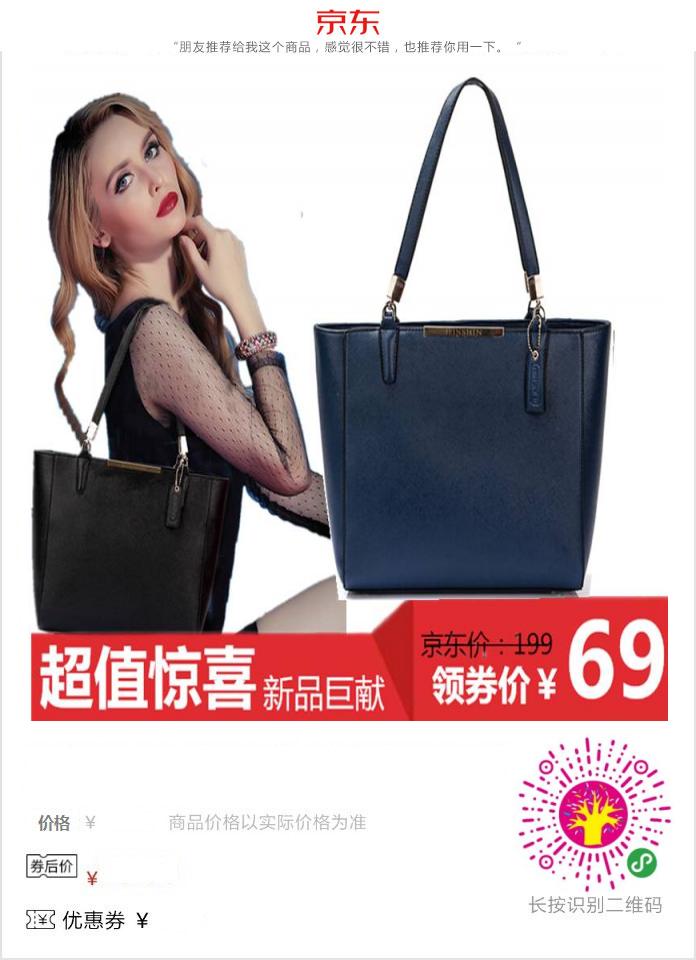 京东
“朋友推荐给我这个商品，感觉很不错，也推荐你用一下。 “
JINSHIN
京东价：199
超值惊喜 新品巨献
领券价￥69
价格 ￥ 商品价格以实际价格为准
券后价 ￥
优惠券 ￥
长按识别二维码